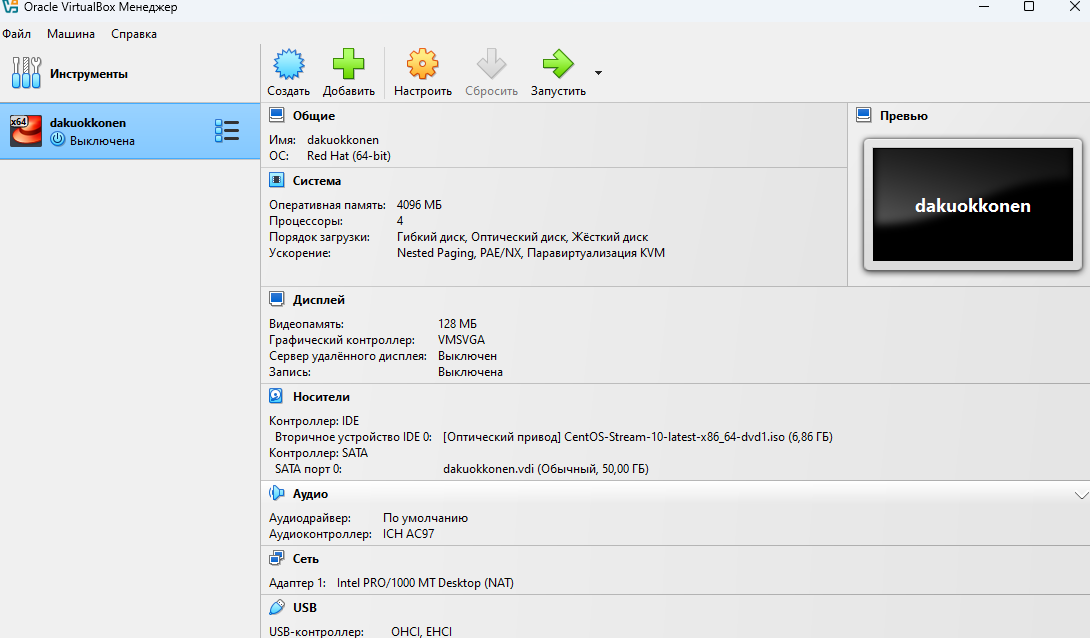 Oracle VirtualBox Менеджер
Файл Машина Справка
Инструменты
Создать Добавить Настроить Сбросить Запустить
x64
dakuokkonen
Выключена
Общие
Имя: dakuokkonen
ОС: Red Hat (64-bit)
Превью
dakuokkonen
Система
Оперативная память: 4096 МБ
Процессоры: 4
Порядок загрузки: Гибкий диск, Оптический диск, Жёсткий диск
Ускорение: Nested Paging, PAE/NX, Паравиртуализация KVM
Дисплей
Видеопамять: 128 МБ
Графический контроллер: VMSVGA
Сервер удалённого дисплея: Выключен
Запись: Выключена
Носители
Контроллер: IDE
Вторичное устройство IDE 0: [Оптический привод] CentOS-Stream-10-latest-x86_64-dvd1.iso (6,86 ГБ)
Контроллер: SATA
SATA порт 0: dakuokkonen.vdi (Обычный, 50,00 ГБ)
Аудио
Аудиодрайвер: По умолчанию
Аудиоконтроллер: ICH AC97
Сеть
Адаптер 1: Intel PRO/1000 MT Desktop (NAT)
USB
USB-контроллер: OHCI, EHCI